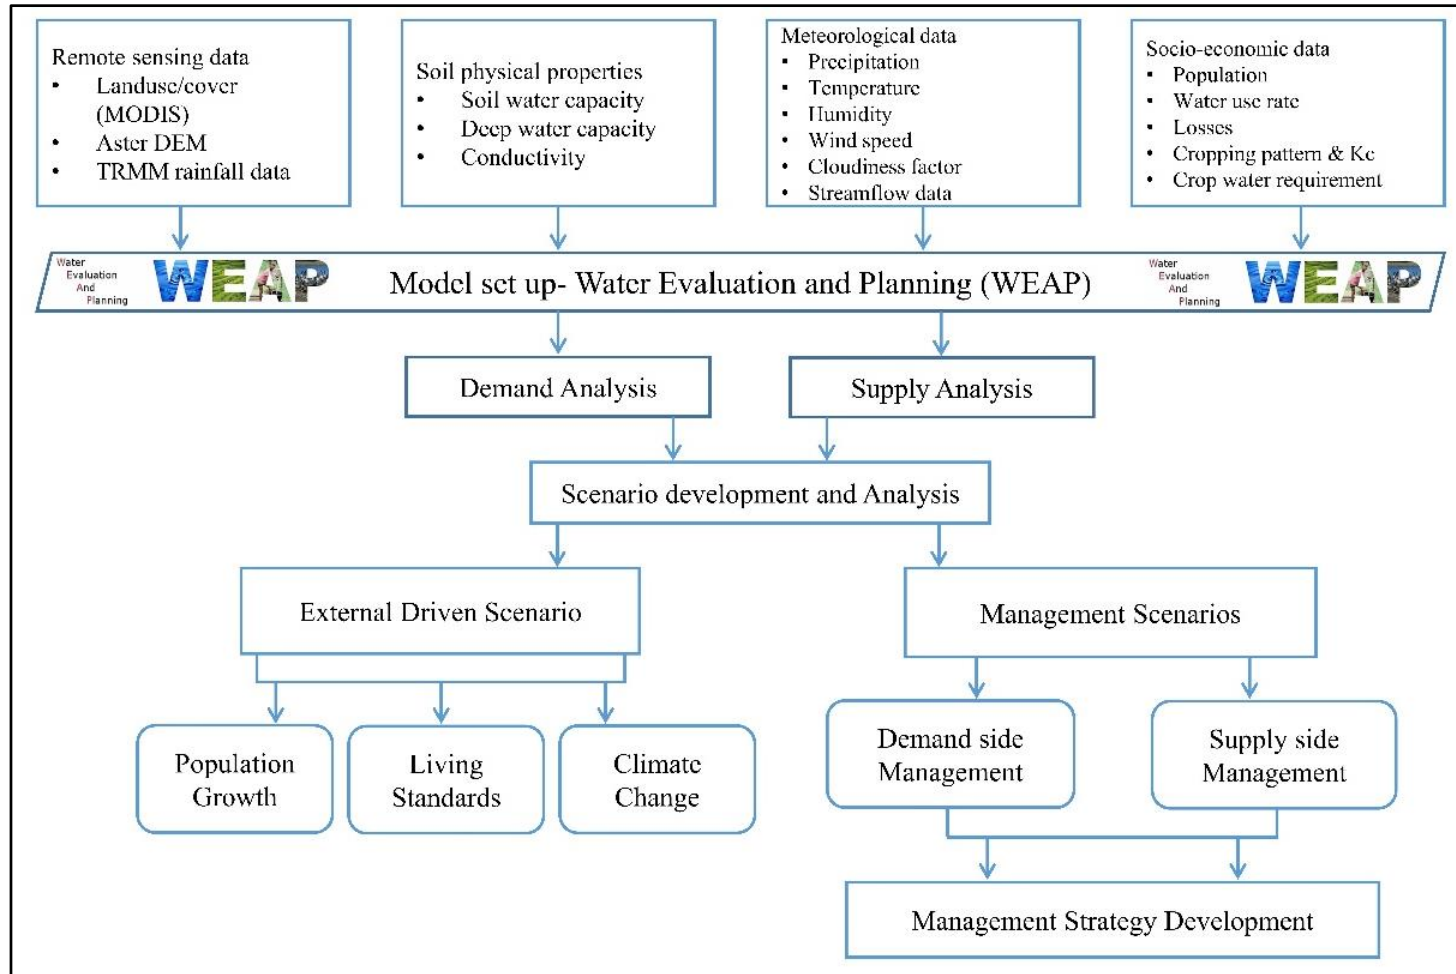 Remote sensing data
• Landuse/cover
(MODIS)
• Aster DEM
• TRMM rainfall data
Soil physical properties
• Soil water capacity
• Deep water capacity
• Conductivity
Meteorological data
▪ Precipitation
▪ Temperature
▪ Humidity
▪ Wind speed
▪ Cloudiness factor
▪ Streamflow data
Socio-economic data
▪ Population
▪ Water use rate
▪ Losses
▪ Cropping pattern & Kc
• Crop water requirement
Water
Evaluation
And
Planning
WEAP
Model set up- Water Evaluation and Planning (WEAP)
Water
Evaluation
And
Planning
WEAP
Demand Analysis
Supply Analysis
Scenario development and Analysis
External Driven Scenario
Management Scenarios
Population
Growth
Living
Standards
Climate
Change
Demand side
Management
Supply side
Management
Management Strategy Development